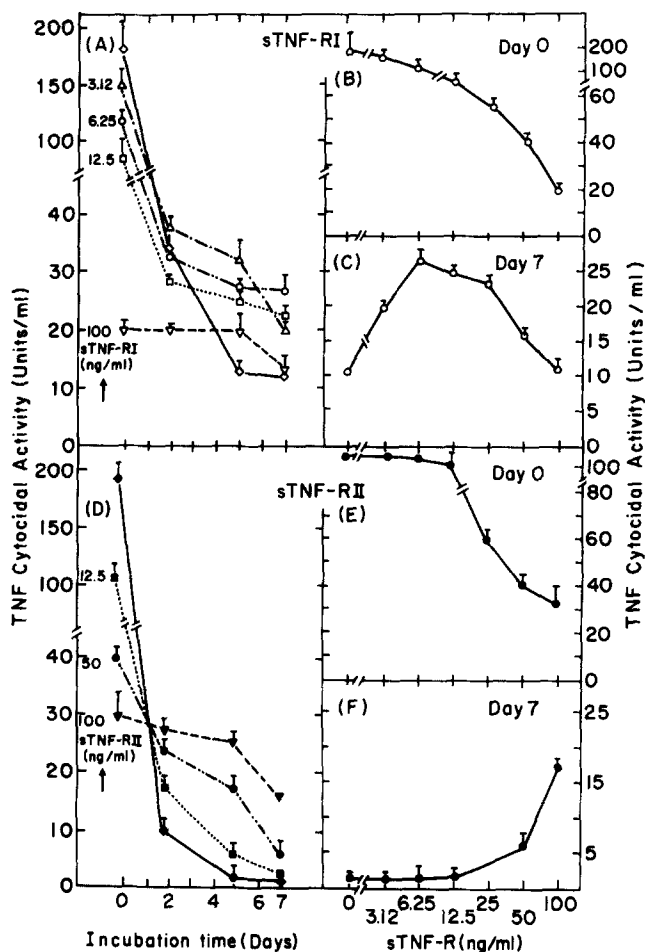 (A)
sTNF-RI
Day 0
(B)
200
150
100
40
30
20
10
0
3.12
6.25
12.5
100
sTNF-RI
(ng/ml)
200
100
60
40
20
0
(C)
Day 7
25
20
15
10
5
0
TNF Cytocidal Activity (Units/ml)
TNF Cytocidal Activity (Units/ml)
(D)
sTNF-RII
Day 0
(E)
200
150
100
40
30
20
10
0
12.5
50
100
sTNF-RII
(ng/ml)
100
80
60
40
20
0
(F)
Day 7
25
15
5
0 2 4 6 7
Incubation time (Days)
0 3.12 6.25 12.5 25 50 100
sTNF-R (ng/ml)